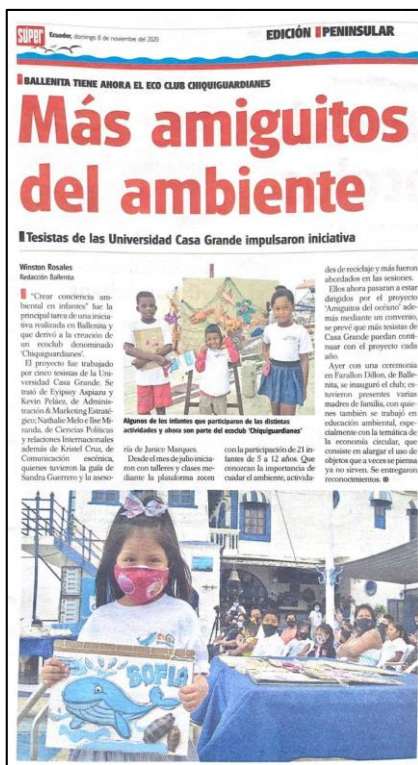 SUPER
Ecuador, domingo 8 de noviembre del 2020
EDICIÓN PENINSULAR
BALLENITA TIENE AHORA EL ECO CLUB CHIQUIGUARDIANES
Más amiguitos
del ambiente
Tesistas de las Universidad Casa Grande impulsaron iniciativa
Winston Rosales
Redacción Ballenita
"Crear conciencia am-
biental en infantes" fue la
principal tarea de una inicia-
tiva realizada en Ballenita y
que derivó a la creación de
un ecoclub denominado
'Chiquiguardianes'.
El proyecto fue trabajado
por cinco tesistas de la Uni-
versidad Casa Grande. Se
trató de Eyipsy Aspiazu y
Kevin Peláez, de Adminis-
tración & Marketing Estraté-
gico; Nathalie Melo e Ilse Mi-
randa, de Ciencias Políticas
y relaciones Internacionales
además de Kristel Cruz, de
Comunicación escénica,
quienes tuvieron la guía de
Sandra Guerrero y la aseso-
Algunos de los infantes que participaron de las distintas
actividades y ahora son parte del ecoclub 'Chiquiguardianes'
ría de Janice Marques.
Desde el mes de julio inicia-
ron con talleres y clases me-
diante la plataforma zoom
con la participación de 21 in-
fantes de 5 a 12 años. Que
conozcan la importancia de
cuidar el ambiente, activida-
des de reciclaje y más fueron
abordados en las sesiones.
Ellos ahora pasaran a estar
dirigidos por el proyecto
'Amiguitos del océano' ade-
más mediante un convenio,
se prevé que más tesistas de
Casa Grande puedan conti-
nuar con el proyecto cada
año.
Ayer con una ceremonia
en Farallon Dillon, de Balle-
nita, se inauguró el club; es-
tuvieron presentes varias
madres de familia, con quie-
nes también se trabajó en
educación ambiental, espe-
cialmente con la temática de
la economía circular, que
consiste en alargar el uso de
objetos que a veces se piensa
ya no sirven. Se entregaron
reconocimientos.
SOFIA